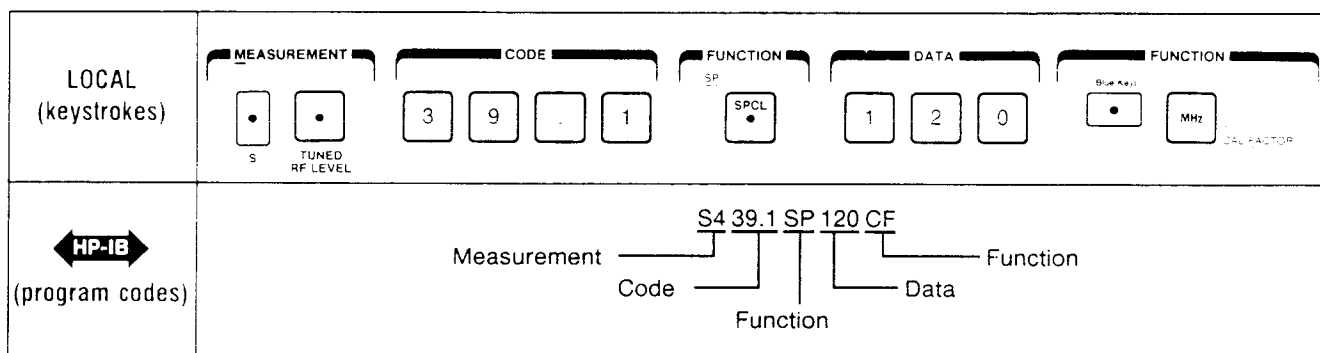 LOCAL
(keystrokes)
MEASUREMENT
S
TUNED
RF LEVEL
CODE
3 9 . 1
FUNCTION
SP
SPCL
DATA
1 2 0
FUNCTION
Blue Key
MHz
CAL FACTOR
HP-IB
(program codes)
S4 39.1 SP 120 CF
Measurement
Function
Code
Data
Function